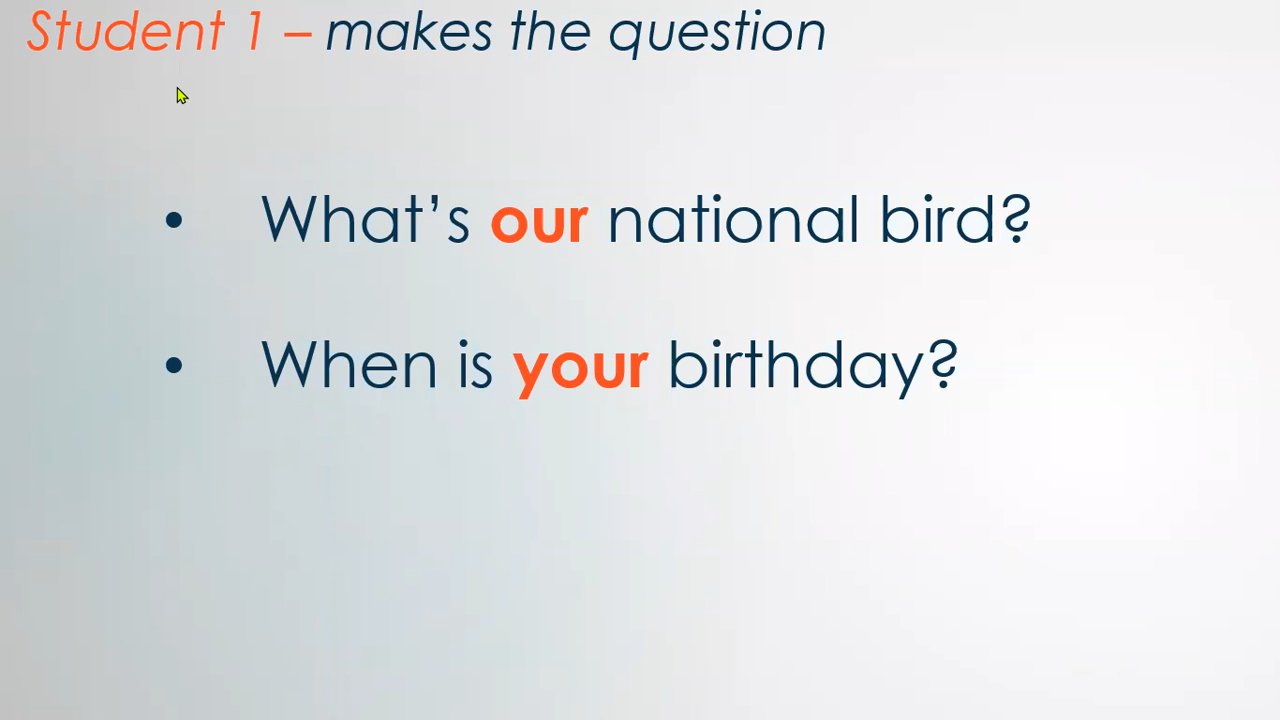 Student 1 – makes the question
• What’s our national bird?
• When is your birthday?